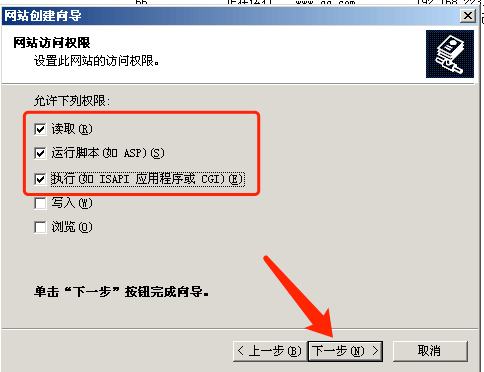 网站创建向导
网站访问权限
设置此网站的访问权限。
允许下列权限:
读取(R)
运行脚本(如 ASP)(S)
执行(如 ISAPI 应用程序或 CGI)(E)
写入(W)
浏览(O)
单击“下一步”按钮完成向导。
< 上一步(B) 下一步(N) > 取消